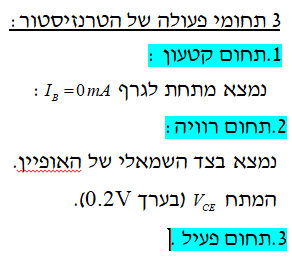 3 תחומי פעולה של הטרנזיסטור:
1.תחום קטעון :
נמצא מתחת לגרף I_B = 0mA :
2.תחום רוויה:
נמצא בצד השמאלי של האופיין.
המתח V_CE (בערך 0.2V).
3.תחום פעיל .